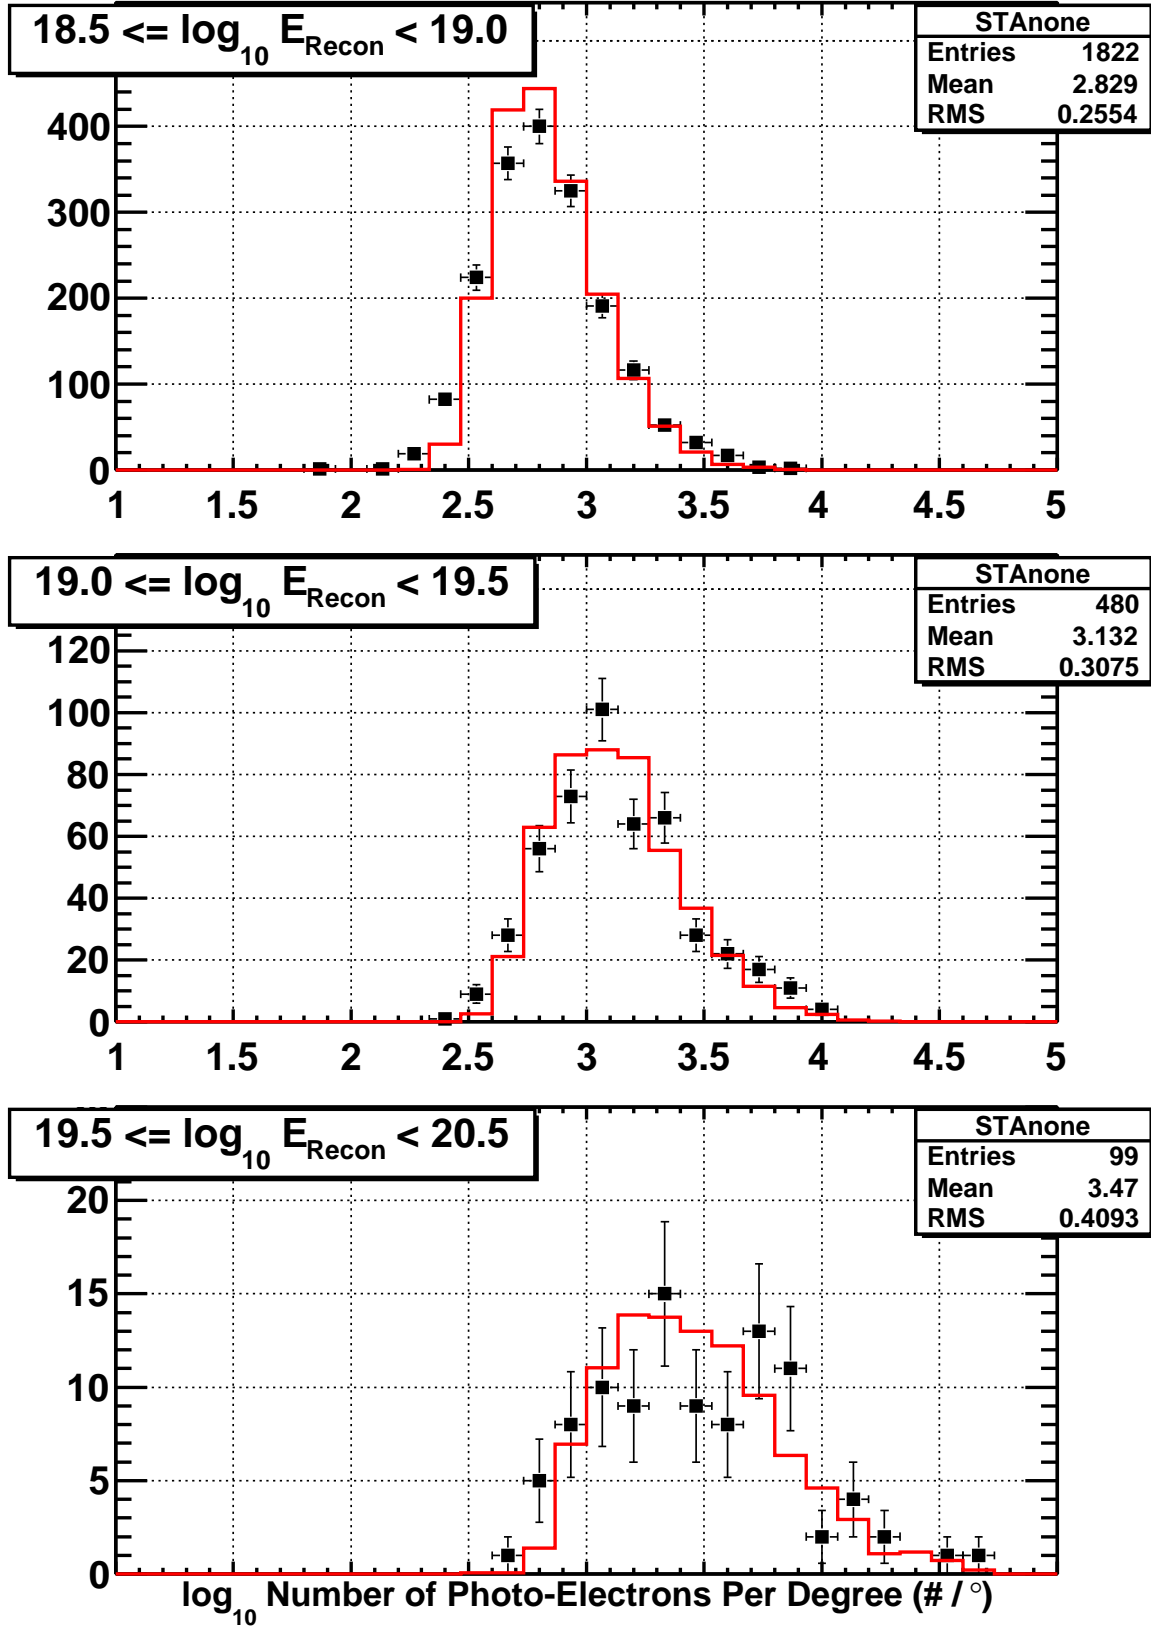 18.5 <= log10 ERecon < 19.0
STAnone
Entries 1822
Mean 2.829
RMS 0.2554
400
300
200
100
0
1 1.5 2 2.5 3 3.5 4 4.5 5
19.0 <= log10 ERecon < 19.5
STAnone
Entries 480
Mean 3.132
RMS 0.3075
120
100
80
60
40
20
0
1 1.5 2 2.5 3 3.5 4 4.5 5
19.5 <= log10 ERecon < 20.5
STAnone
Entries 99
Mean 3.47
RMS 0.4093
20
15
10
5
0
log10 Number of Photo-Electrons Per Degree (# / °)